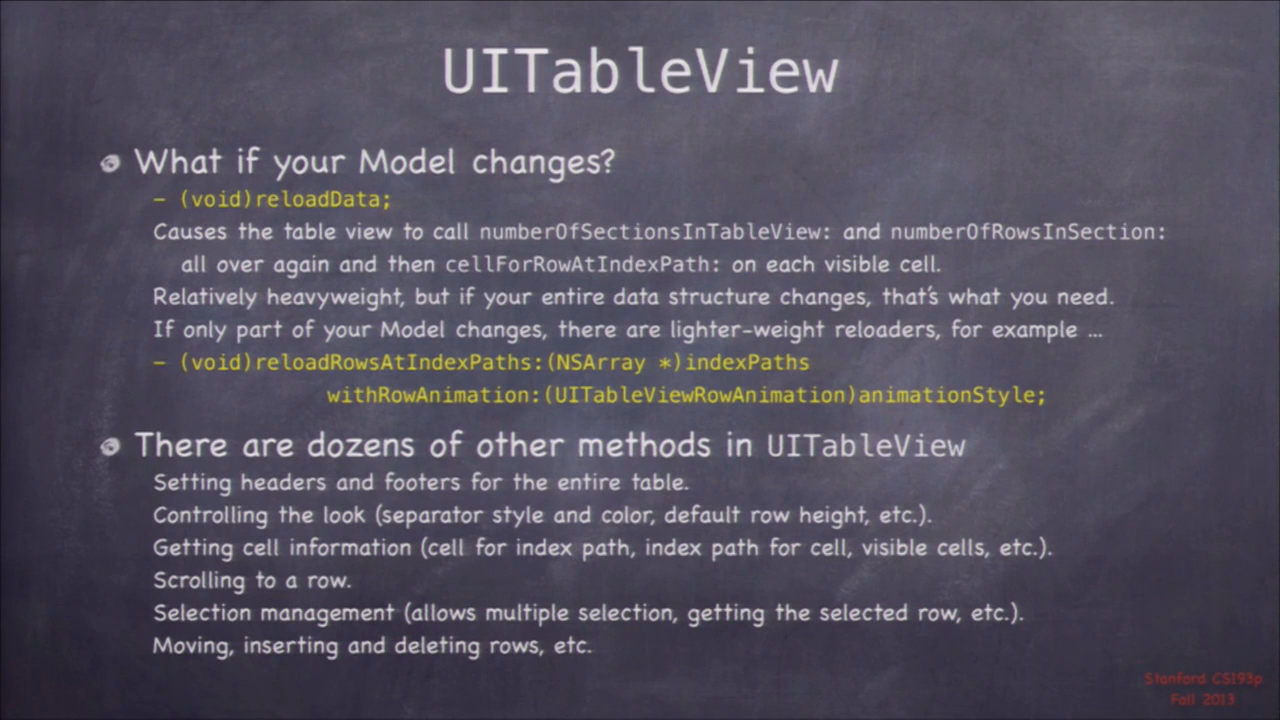 UITableView
What if your Model changes?
- (void)reloadData;
Causes the table view to call numberOfSectionsInTableView: and numberOfRowsInSection:
all over again and then cellForRowAtIndexPath: on each visible cell.
Relatively heavyweight, but if your entire data structure changes, that's what you need.
If only part of your Model changes, there are lighter-weight reloaders, for example ...
- (void)reloadRowsAtIndexPaths:(NSArray *)indexPaths
withRowAnimation:(UITableViewRowAnimation)animationStyle;
There are dozens of other methods in UITableView
Setting headers and footers for the entire table.
Controlling the look (separator style and color, default row height, etc.).
Getting cell information (cell for index path, index path for cell, visible cells, etc.).
Scrolling to a row.
Selection management (allows multiple selection, getting the selected row, etc.).
Moving, inserting and deleting rows, etc.
Stanford CS193p
Fall 2013